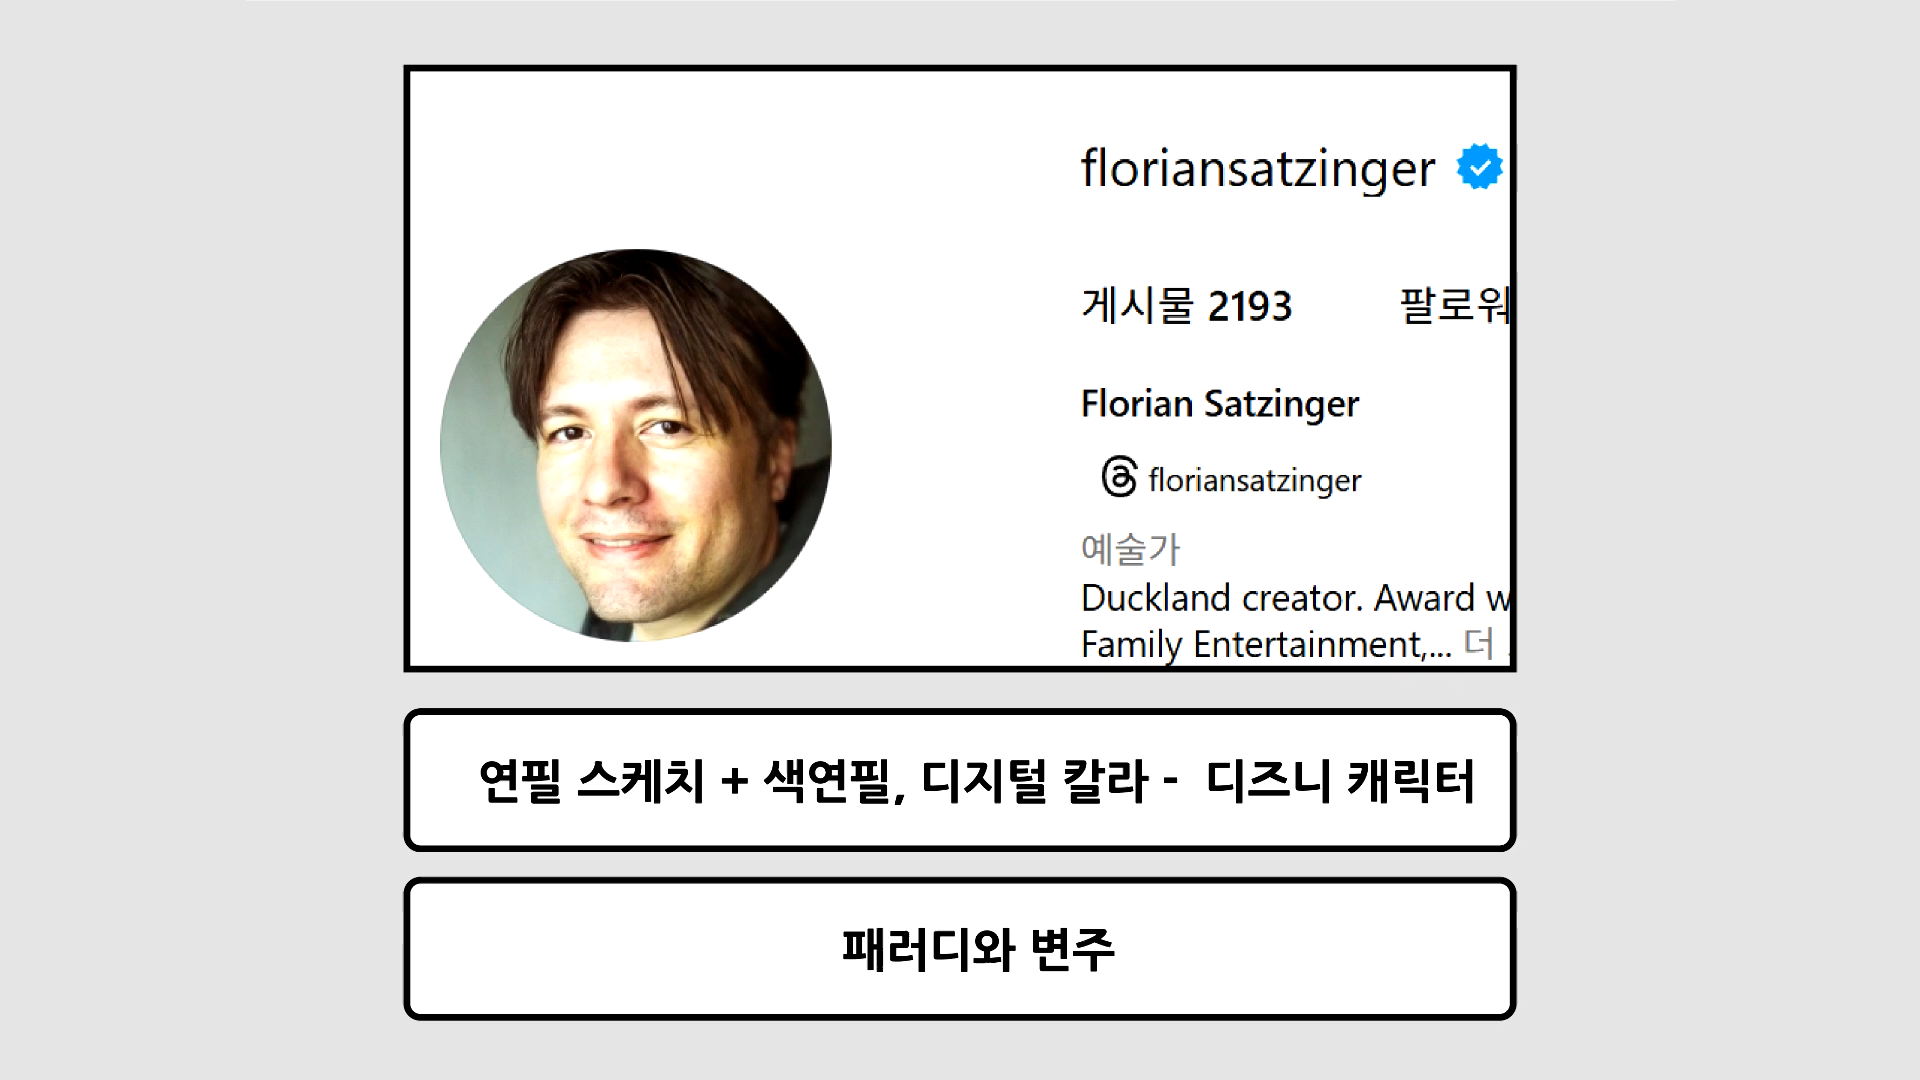 floriansatzinger
게시물 2193 팔로워
Florian Satzinger
floriansatzinger
예술가
Duckland creator. Award
Family Entertainment,... 더
연필 스케치 + 색연필, 디지털 칼라 - 디즈니 캐릭터
패러디와 변주